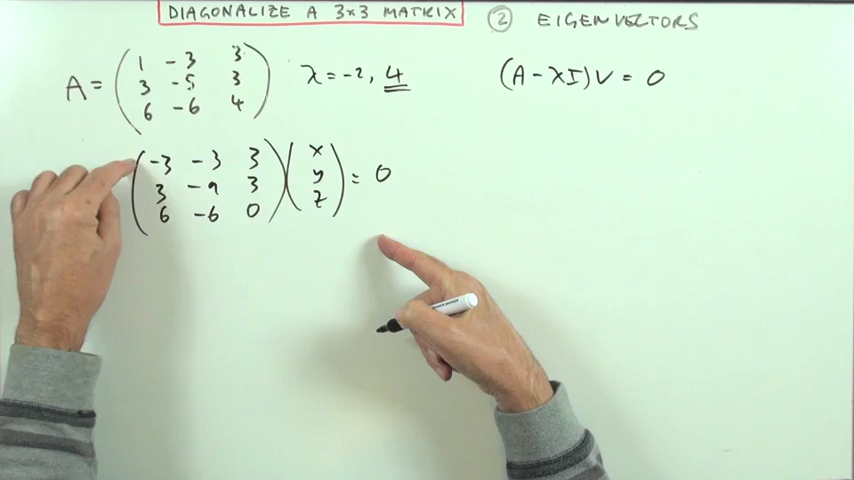 DIAGONALIZE A 3×3 MATRIX ② EIGENVECTORS
A = ( 1 -3 3
3 -5 3
6 -6 4 ) λ = -2, 4 (A - λI)V = 0
( -3 -3 3
3 -9 3
6 -6 0 ) ( x
y
z ) = 0